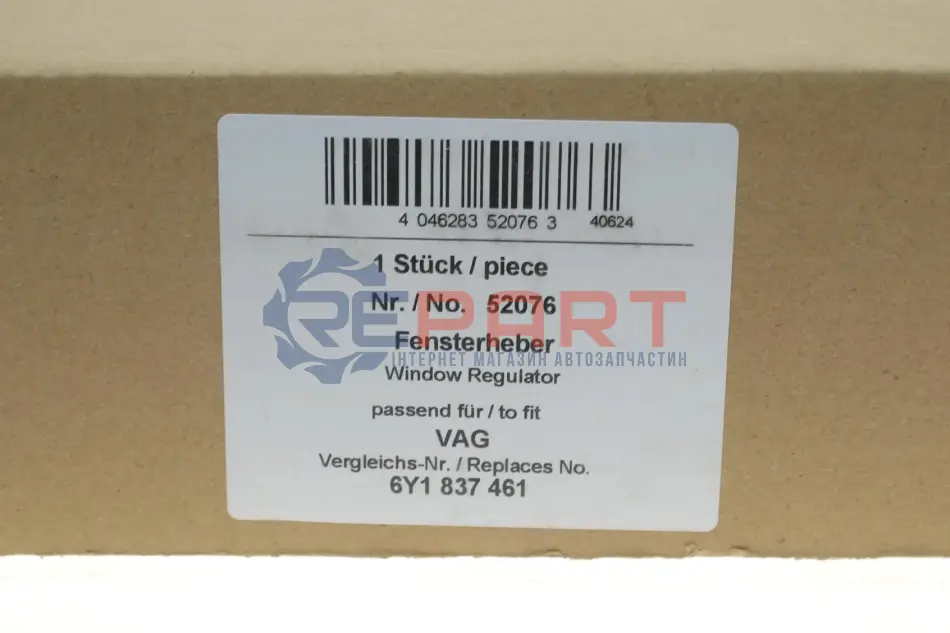 4 046283 52076 3 40624
1 Stück / piece
Nr. / No. 52076
REPART
Fensterheber
ІНТЕРНЕТ МАГАЗИН АВТОЗАПЧАСТИН
Window Regulator
passend für / to fit
VAG
Vergleichs-Nr. / Replaces No.
6Y1 837 461